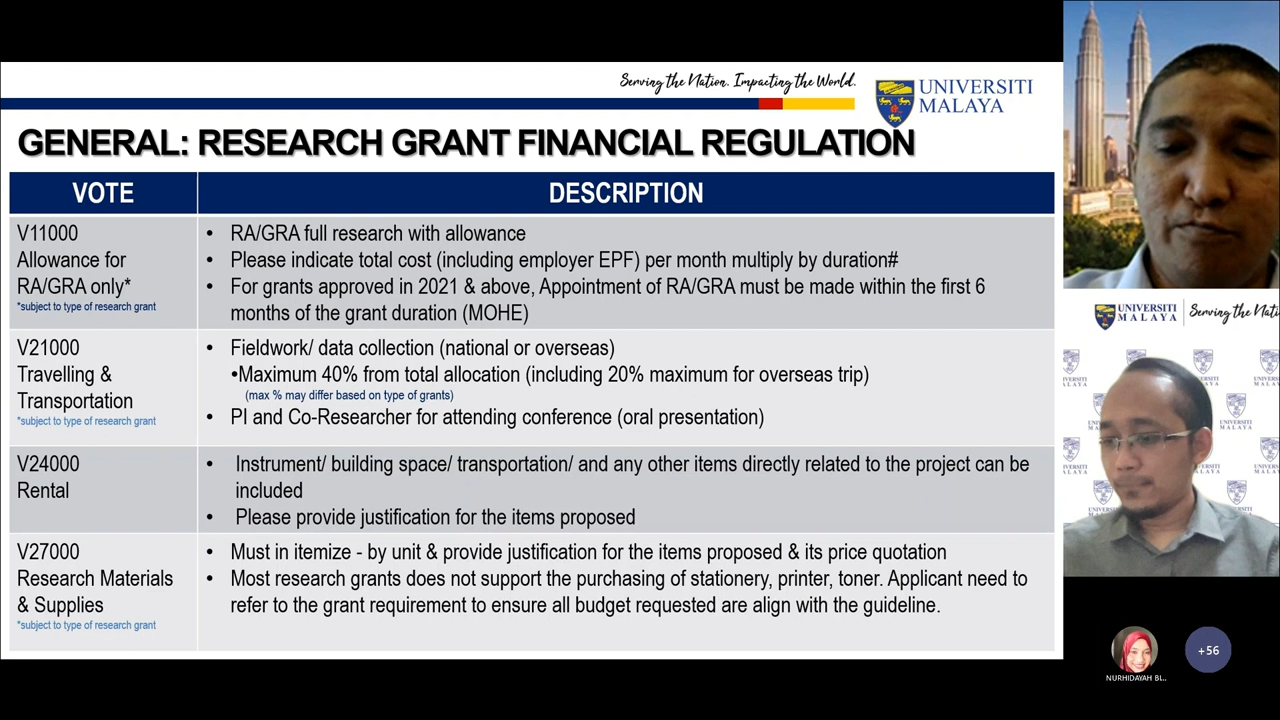 Serving the Nation. Impacting the World.
UNIVERSITI
MALAYA
GENERAL: RESEARCH GRANT FINANCIAL REGULATION
VOTE
DESCRIPTION
V11000
Allowance for
RA/GRA only*
*subject to type of research grant
• RA/GRA full research with allowance
• Please indicate total cost (including employer EPF) per month multiply by duration#
• For grants approved in 2021 & above, Appointment of RA/GRA must be made within the first 6
months of the grant duration (MOHE)
V21000
Travelling &
Transportation
*subject to type of research grant
• Fieldwork/ data collection (national or overseas)
•Maximum 40% from total allocation (including 20% maximum for overseas trip)
(max % may differ based on type of grants)
• PI and Co-Researcher for attending conference (oral presentation)
V24000
Rental
• Instrument/ building space/ transportation/ and any other items directly related to the project can be
included
• Please provide justification for the items proposed
V27000
Research Materials
& Supplies
*subject to type of research grant
• Must in itemize - by unit & provide justification for the items proposed & its price quotation
• Most research grants does not support the purchasing of stationery, printer, toner. Applicant need to
refer to the grant requirement to ensure all budget requested are align with the guideline.
UNIVERSITI
MALAYA
Serving the Nati
NURHIDAYAH BI..
+56